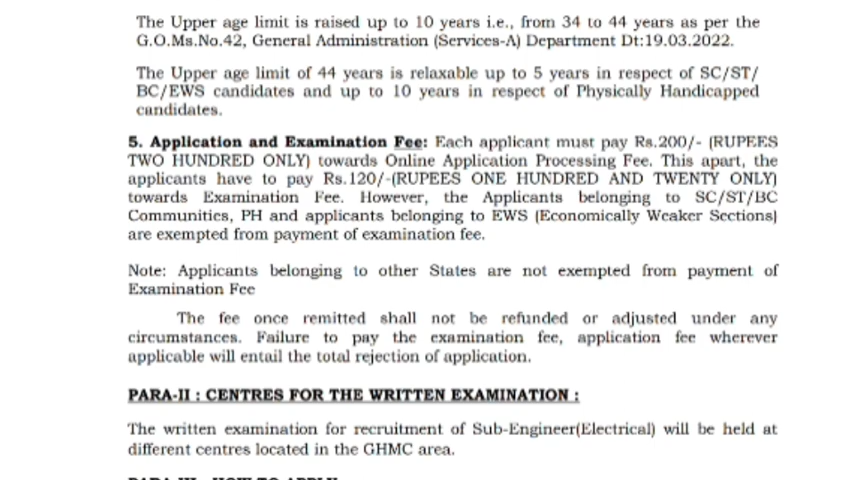 The Upper age limit is raised up to 10 years i.e., from 34 to 44 years as per the
G.O.Ms.No.42, General Administration (Services-A) Department Dt:19.03.2022.
The Upper age limit of 44 years is relaxable up to 5 years in respect of SC/ST/
BC/EWS candidates and up to 10 years in respect of Physically Handicapped
candidates.
5. Application and Examination Fee: Each applicant must pay Rs.200/- (RUPEES
TWO HUNDRED ONLY) towards Online Application Processing Fee. This apart, the
applicants have to pay Rs.120/-(RUPEES ONE HUNDRED AND TWENTY ONLY)
towards Examination Fee. However, the Applicants belonging to SC/ST/BC
Communities, PH and applicants belonging to EWS (Economically Weaker Sections)
are exempted from payment of examination fee.
Note: Applicants belonging to other States are not exempted from payment of
Examination Fee
The fee once remitted shall not be refunded or adjusted under any
circumstances. Failure to pay the examination fee, application fee wherever
applicable will entail the total rejection of application.
PARA-II : CENTRES FOR THE WRITTEN EXAMINATION :
The written examination for recruitment of Sub-Engineer(Electrical) will be held at
different centres located in the GHMC area.
PARA-III : HOW TO APPLY